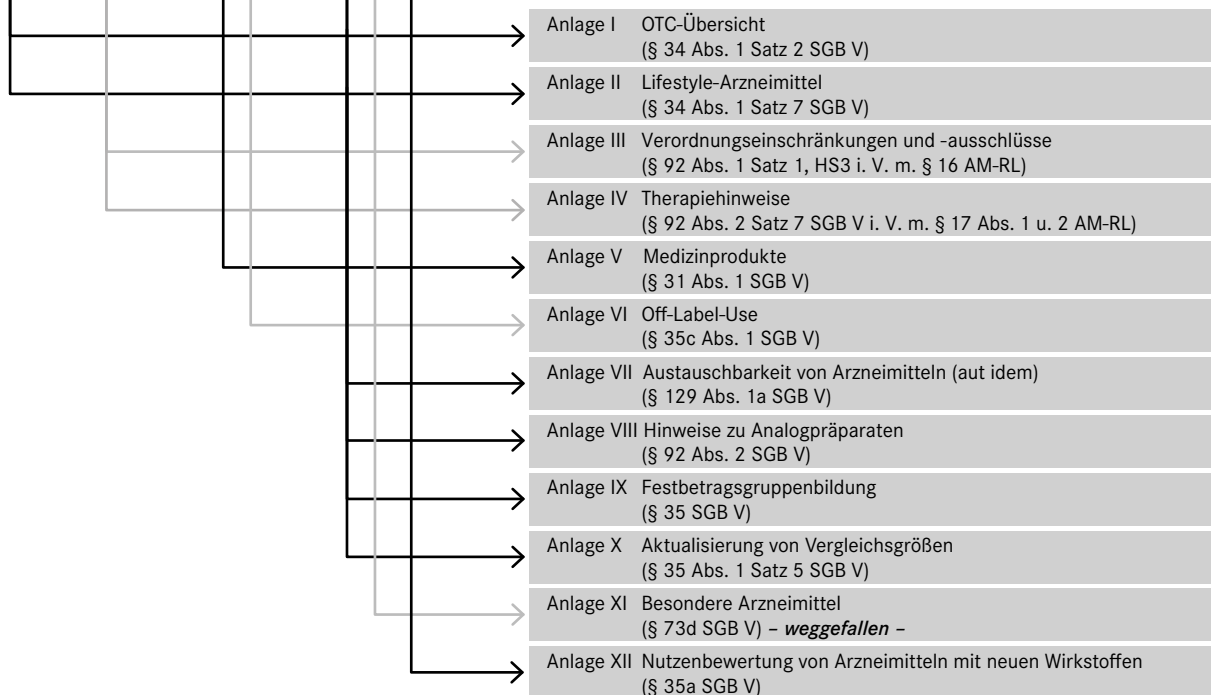 Anlage I OTC-Übersicht
(§ 34 Abs. 1 Satz 2 SGB V)
Anlage II Lifestyle-Arzneimittel
(§ 34 Abs. 1 Satz 7 SGB V)
Anlage III Verordnungseinschränkungen und -ausschlüsse
(§ 92 Abs. 1 Satz 1, HS3 i. V. m. § 16 AM-RL)
Anlage IV Therapiehinweise
(§ 92 Abs. 2 Satz 7 SGB V i. V. m. § 17 Abs. 1 u. 2 AM-RL)
Anlage V Medizinprodukte
(§ 31 Abs. 1 SGB V)
Anlage VI Off-Label-Use
(§ 35c Abs. 1 SGB V)
Anlage VII Austauschbarkeit von Arzneimitteln (aut idem)
(§ 129 Abs. 1a SGB V)
Anlage VIII Hinweise zu Analogpräparaten
(§ 92 Abs. 2 SGB V)
Anlage IX Festbetragsgruppenbildung
(§ 35 SGB V)
Anlage X Aktualisierung von Vergleichsgrößen
(§ 35 Abs. 1 Satz 5 SGB V)
Anlage XI Besondere Arzneimittel
(§ 73d SGB V) – weggefallen –
Anlage XII Nutzenbewertung von Arzneimitteln mit neuen Wirkstoffen
(§ 35a SGB V)